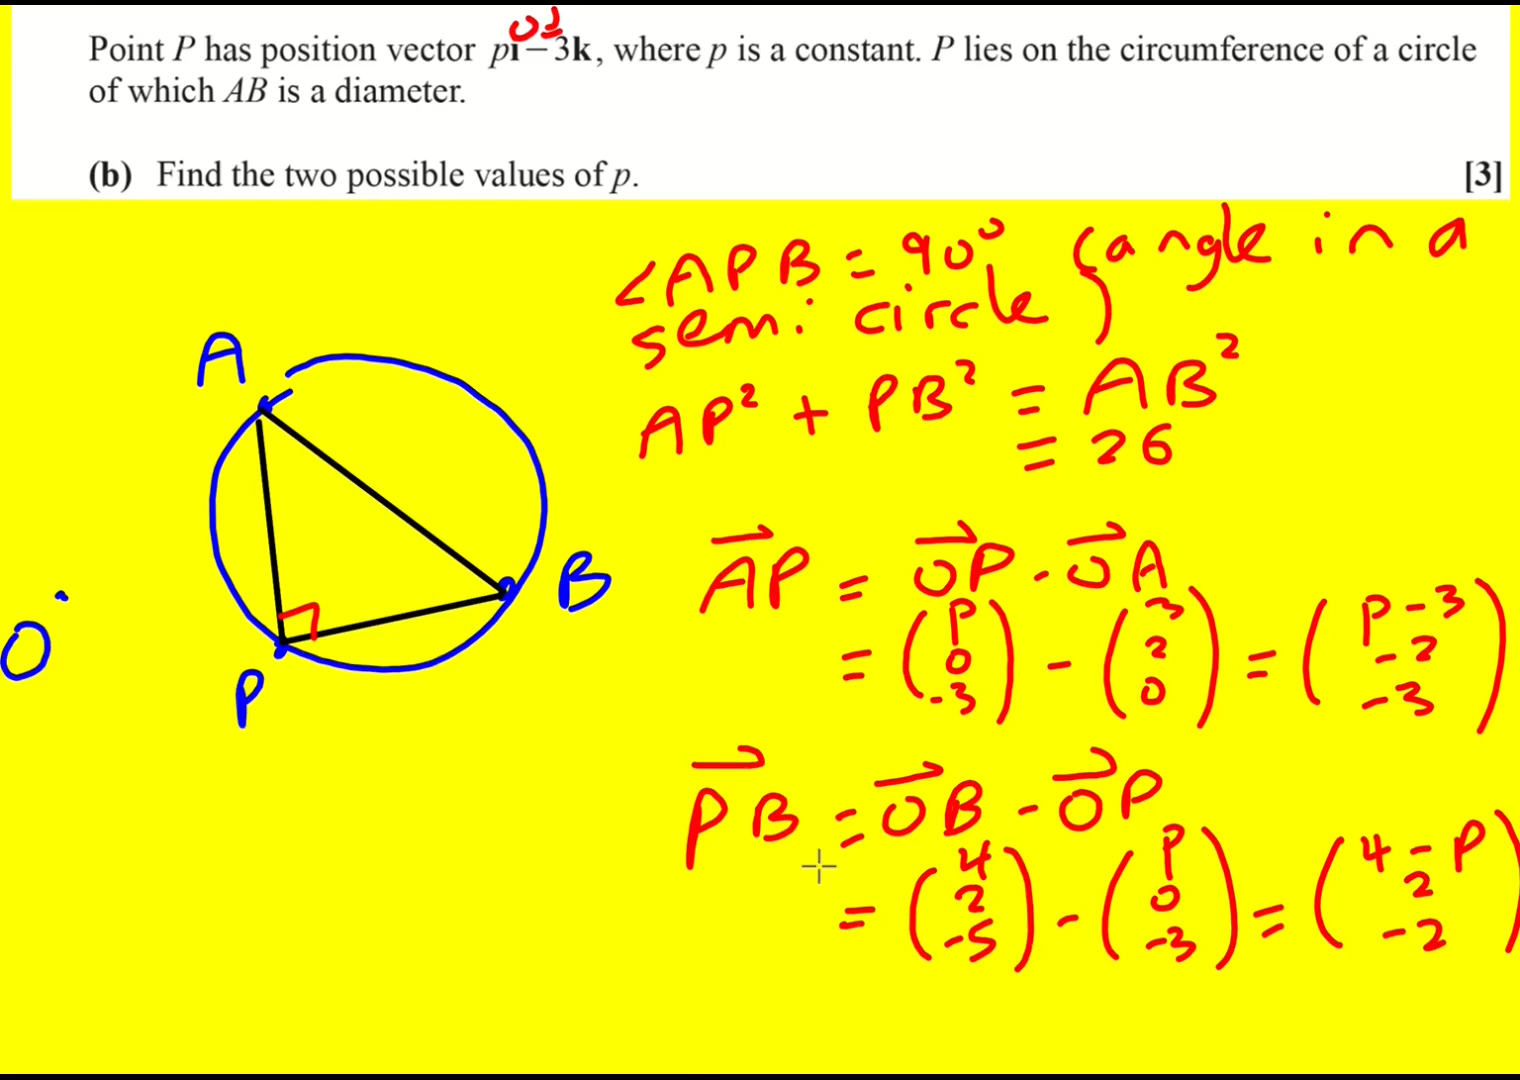 Point P has position vector pi – 3k, where p is a constant. P lies on the circumference of a circle
0j
of which AB is a diameter.
(b) Find the two possible values of p. [3]
∠APB = 90° (angle in a
semi circle)
AP² + PB² = AB²
= 26
A
B
P
O
AP = OP - OA
= (p 0 -3) - (3 2 0) = (p-3 -2 -3)
PB = OB - OP
= (4 2 -5) - (p 0 -3) = (4-p 2 -2)